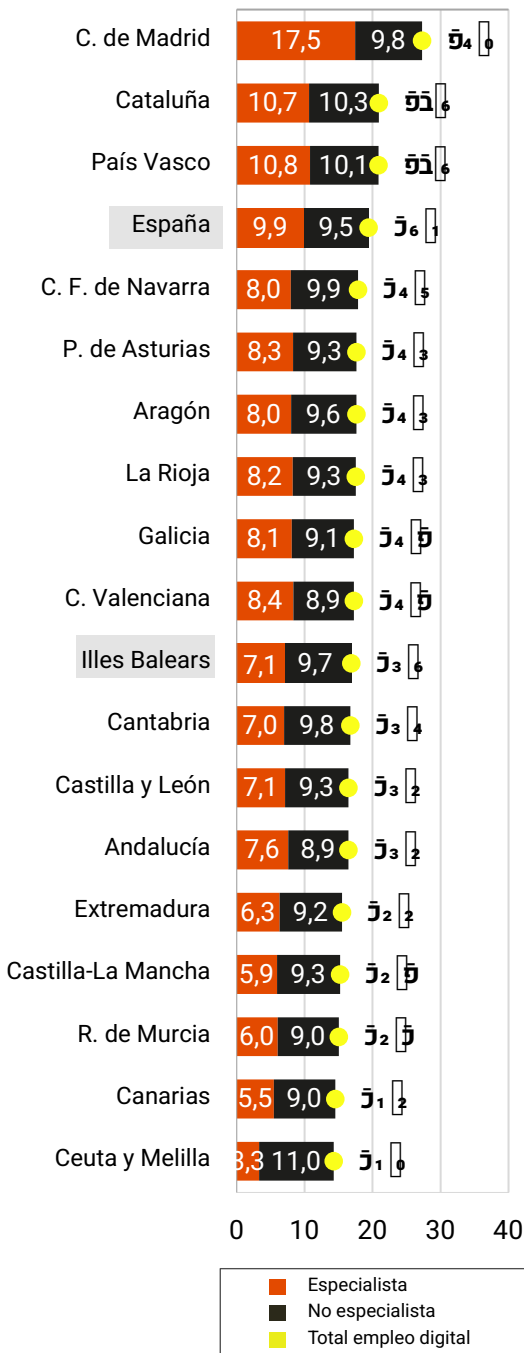 C. de Madrid 17,5 9,8
Cataluña 10,7 10,3
País Vasco 10,8 10,1
España 9,9 9,5
C. F. de Navarra 8,0 9,9
P. de Asturias 8,3 9,3
Aragón 8,0 9,6
La Rioja 8,2 9,3
Galicia 8,1 9,1
C. Valenciana 8,4 8,9
Illes Balears 7,1 9,7
Cantabria 7,0 9,8
Castilla y León 7,1 9,3
Andalucía 7,6 8,9
Extremadura 6,3 9,2
Castilla-La Mancha 5,9 9,3
R. de Murcia 6,0 9,0
Canarias 5,5 9,0
Ceuta y Melilla 3,3 11,0
0 10 20 30 40
Especialista
No especialista
Total empleo digital